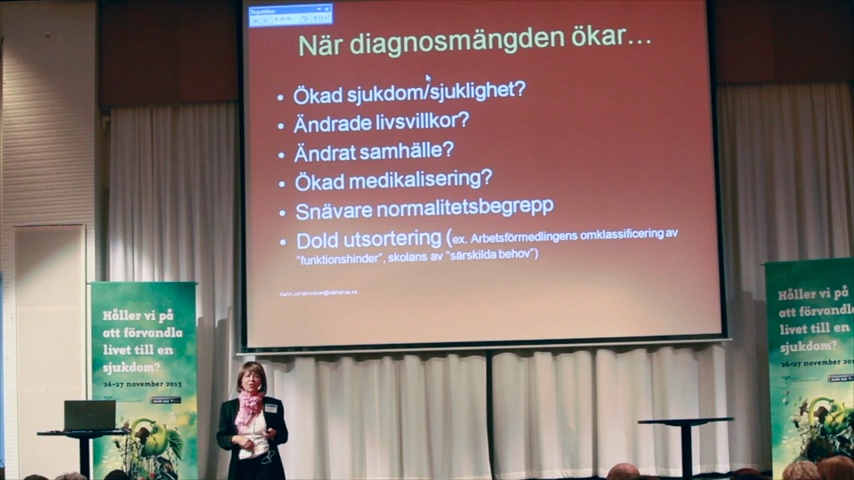 När diagnosmängden ökar...
• Ökad sjukdom/sjuklighet?
• Ändrade livsvillkor?
• Ändrat samhälle?
• Ökad medikalisering?
• Snävare normalitetsbegrepp
• Dold utsortering (ex. Arbetsförmedlingens omklassificering av
"funktionshinder", skolans av "särskilda behov")
Håller vi på
att förvandla
livet till en
sjukdom?
26-27 november 2013
Håller vi på
att förvandla
livet till en
sjukdom?
26-27 november 2013